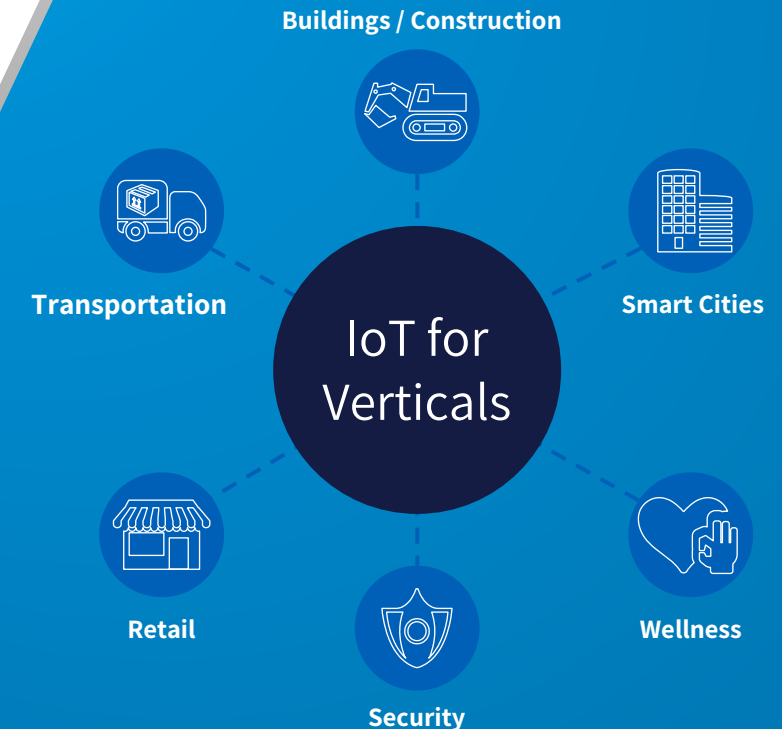 Buildings / Construction
Transportation
Smart Cities
IoT for
Verticals
Retail
Wellness
Security